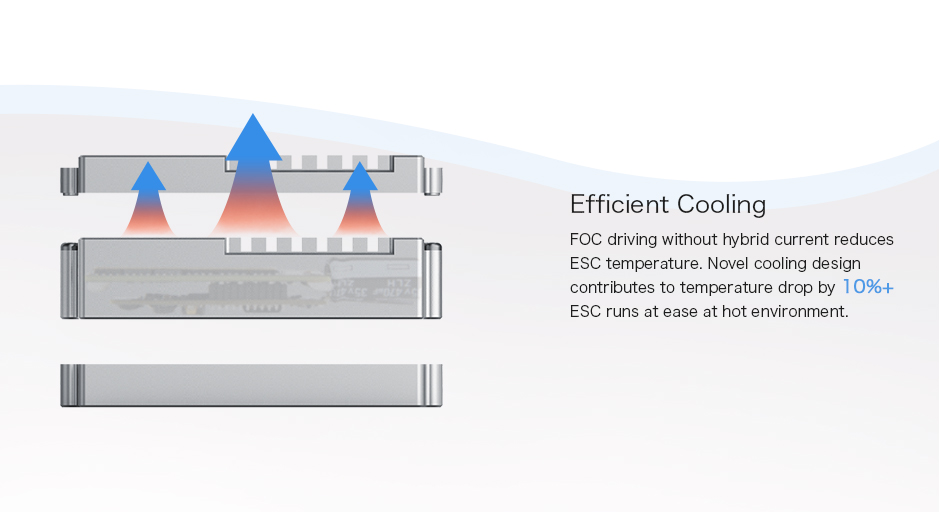 Efficient Cooling
FOC driving without hybrid current reduces
ESC temperature. Novel cooling design
contributes to temperature drop by 10%+
ESC runs at ease at hot environment.